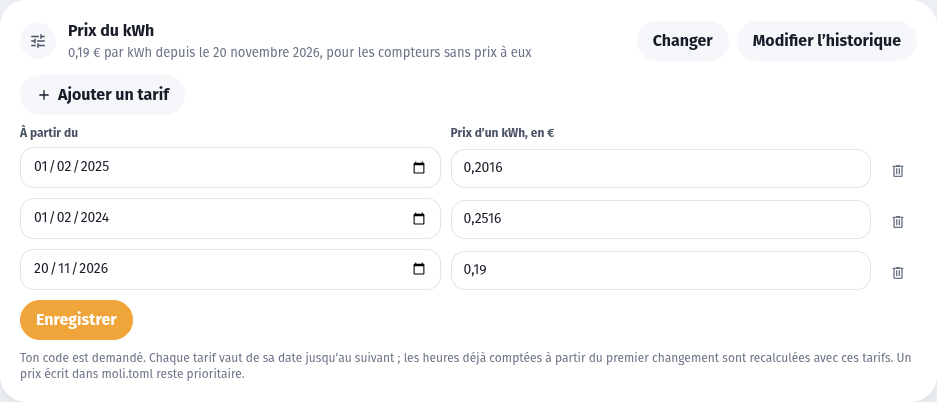 Prix du kWh
0,19 € par kWh depuis le 20 novembre 2026, pour les compteurs sans prix à eux
Changer
Modifier l’historique
+ Ajouter un tarif
À partir du
Prix d'un kWh, en €
01/02/2025
0,2016
01/02/2024
0,2516
20/11/2026
0,19
Enregistrer
Ton code est demandé. Chaque tarif vaut de sa date jusqu’au suivant ; les heures déjà comptées à partir du premier changement sont recalculées avec ces tarifs. Un
prix écrit dans moli.toml reste prioritaire.